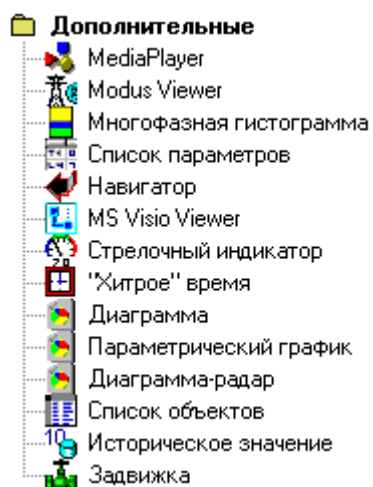 Дополнительные
MediaPlayer
Modus Viewer
Многофазная гистограмма
Список параметров
Навигатор
MS Visio Viewer
Стрелочный индикатор
"Хитрое" время
Диаграмма
Параметрический график
Диаграмма-радар
Список объектов
Историческое значение
Задвижка